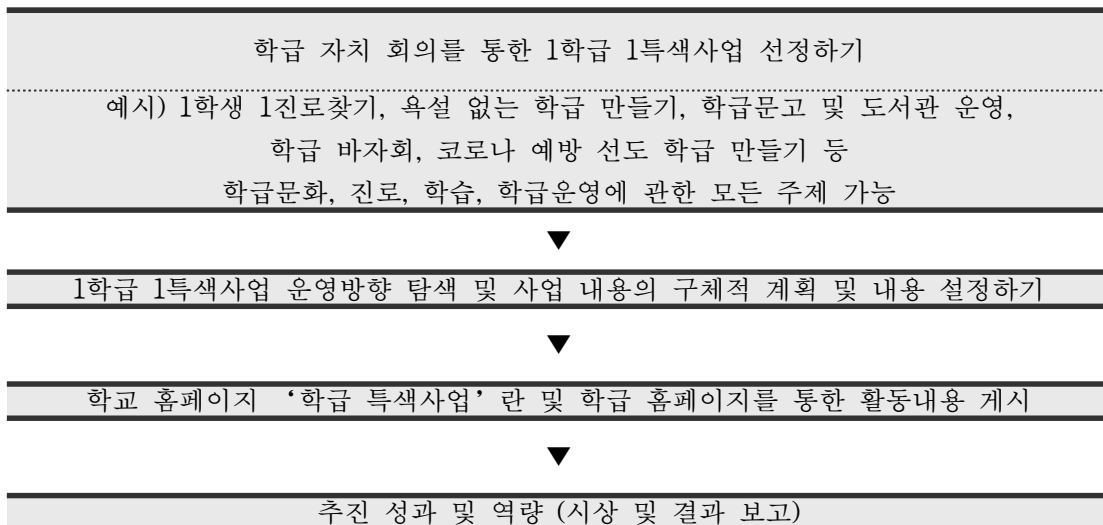 학급 자치 회의를 통한 1학급 1특색사업 선정하기
예시) 1학생 1진로찾기, 욕설 없는 학급 만들기, 학급문고 및 도서관 운영,
학급 바자회, 코로나 예방 선도 학급 만들기 등
학급문화, 진로, 학습, 학급운영에 관한 모든 주제 가능
▼
1학급 1특색사업 운영방향 탐색 및 사업 내용의 구체적 계획 및 내용 설정하기
▼
학교 홈페이지 ‘학급 특색사업’란 및 학급 홈페이지를 통한 활동내용 게시
▼
추진 성과 및 역량 (시상 및 결과 보고)